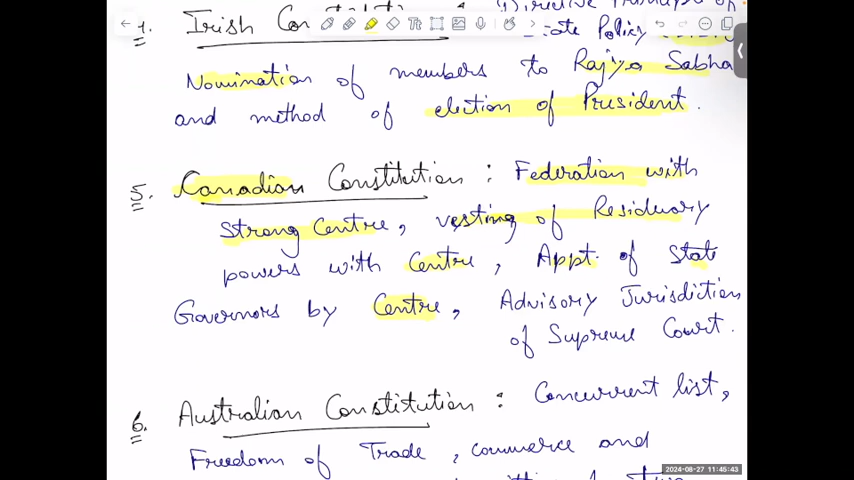 4. Irish Directive Principles of
State Policy
Nomination of members to Rajya Sabha
and method of election of President.
5. Canadian Constitution : Federation with
Strong Centre, vesting of Residuary
powers with Centre, Appt. of State
Governors by Centre, Advisory Jurisdiction
of Supreme Court.
6. Australian Constitution : Concurrent list,
Freedom of Trade, commerce and
2024-08-27 11:45:43